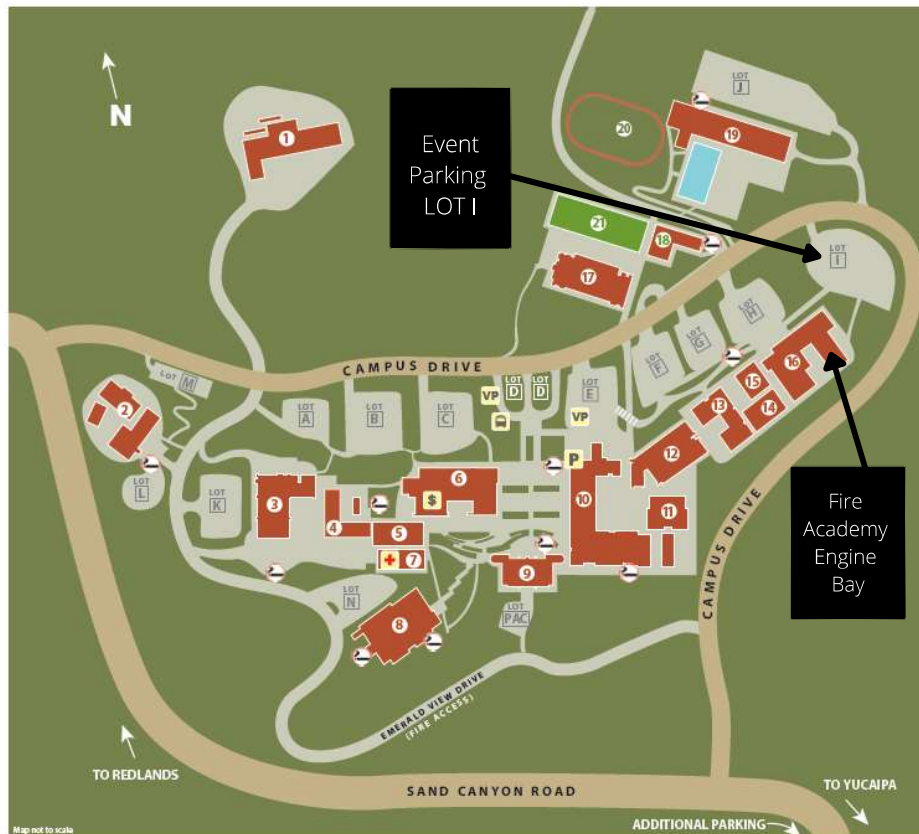 N
1
LOT
J
20
19
Event
Parking
LOT I
21
18
17
LOT
I
LOT
H
LOT
G
LOT
F
16
CAMPUS DRIVE
LOT
M
2
LOT
A
LOT
B
LOT
C
VP
LOT
D
LOT
D
LOT
E
VP
15
13
14
12
P
6
$
10
LOT
L
LOT
K
3
4
5
7
11
9
Fire
Academy
Engine
Bay
CAMPUS DRIVE
LOT
N
8
LOT
PAC
EMERALD VIEW DRIVE
(FIRE ACCESS)
TO REDLANDS
SAND CANYON ROAD
TO YUCAIPA
ADDITIONAL PARKING
Map not to scale